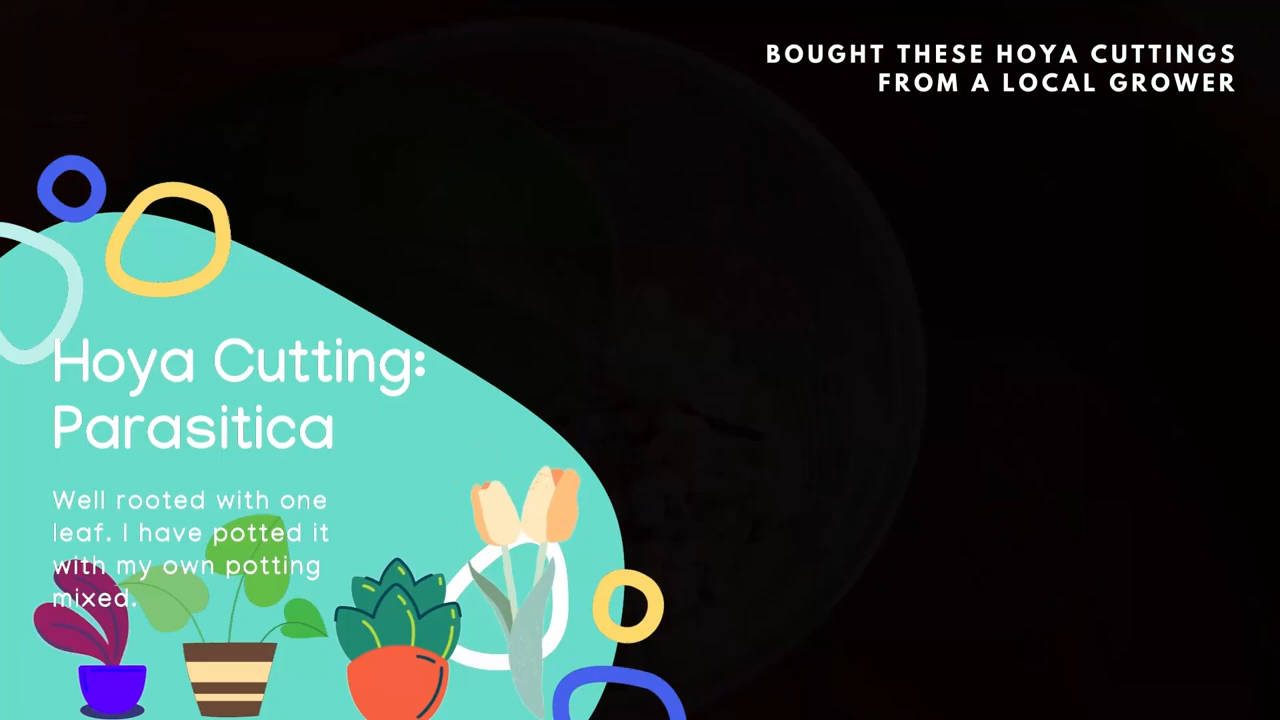 BOUGHT THESE HOYA CUTTINGS
FROM A LOCAL GROWER
Hoya Cutting:
Parasitica
Well rooted with one
leaf. I have potted it
with my own potting
mixed.